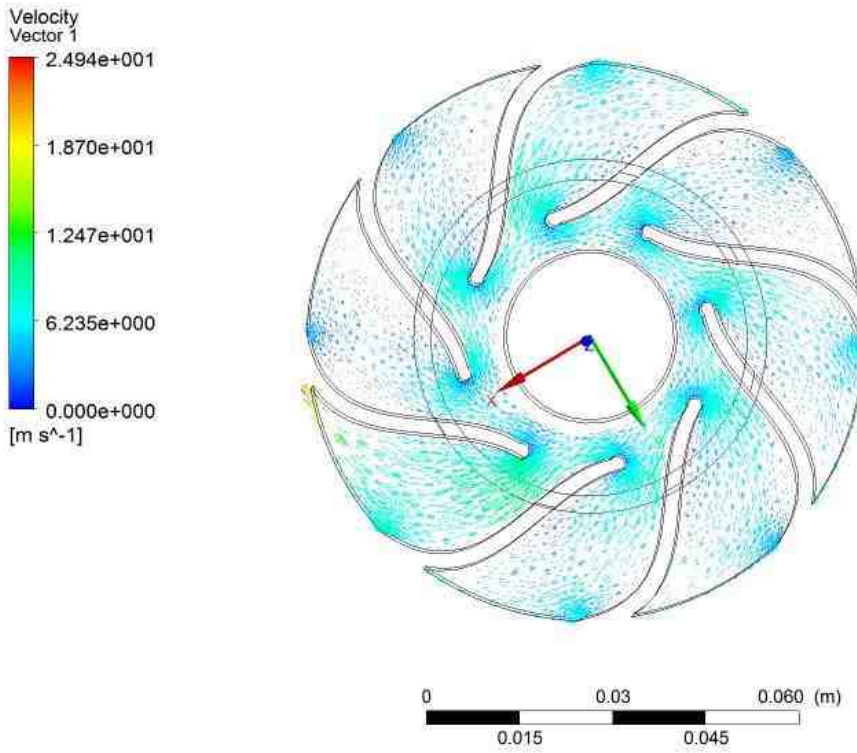 Velocity
Vector 1
2.494e+001
1.870e+001
1.247e+001
6.235e+000
0.000e+000
[m s^-1]
X
Z
0 0.03 0.060 (m)
0.015 0.045